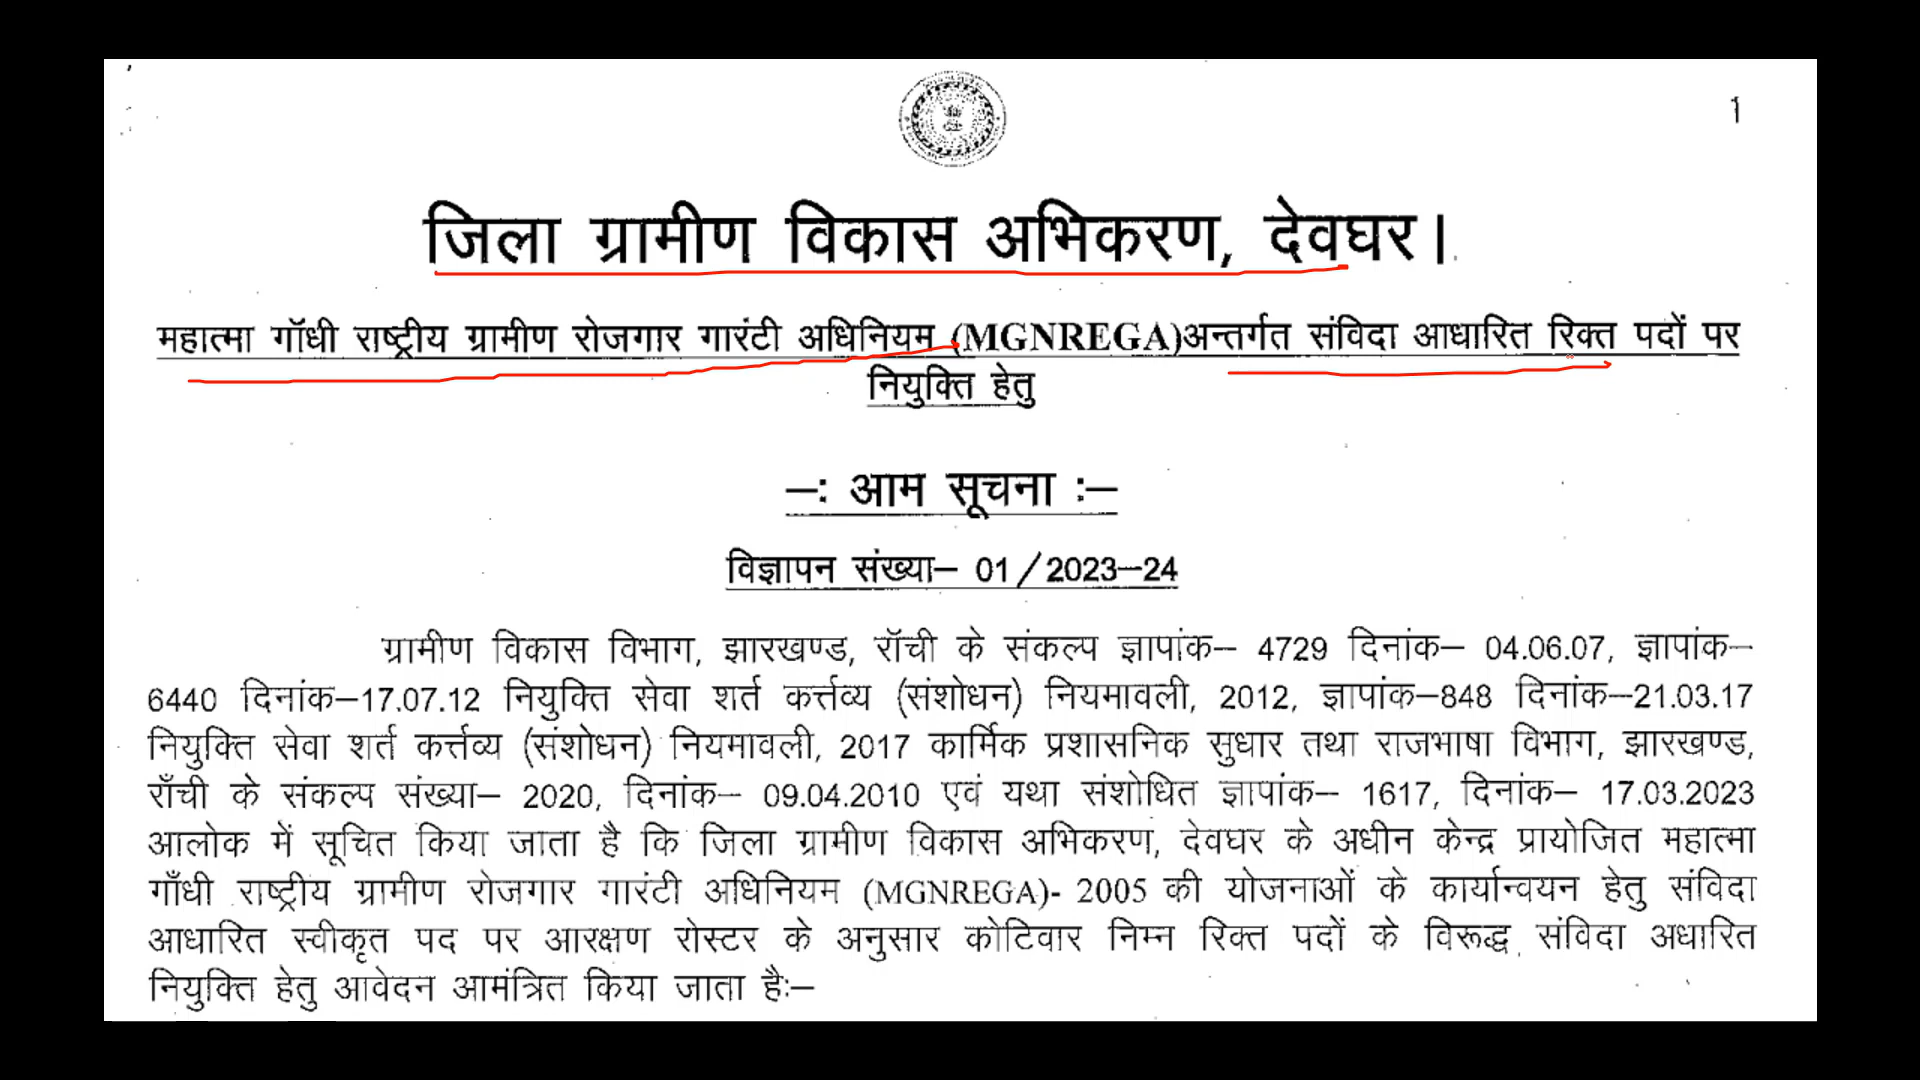 1
जिला ग्रामीण विकास अभिकरण, देवघर।
महात्मा गॉधी राष्ट्रीय ग्रामीण रोजगार गारंटी अधिनियम (MGNREGA)अन्तर्गत संविदा आधारित रिक्त पदों पर
नियुक्ति हेतु
–: आम सूचना :–
विज्ञापन संख्या– 01/2023–24
ग्रामीण विकास विभाग, झारखण्ड, रॉची के संकल्प ज्ञापांक– 4729 दिनांक– 04.06.07, ज्ञापांक–
6440 दिनांक–17.07.12 नियुक्ति सेवा शर्त कर्त्तव्य (संशोधन) नियमावली, 2012, ज्ञापांक–848 दिनांक–21.03.17
नियुक्ति सेवा शर्त कर्त्तव्य (संशोधन) नियमावली, 2017 कार्मिक प्रशासनिक सुधार तथा राजभाषा विभाग, झारखण्ड,
राँची के संकल्प संख्या– 2020, दिनांक– 09.04.2010 एवं यथा संशोधित ज्ञापांक– 1617, दिनांक– 17.03.2023
आलोक में सूचित किया जाता है कि जिला ग्रामीण विकास अभिकरण, देवघर के अधीन केन्द्र प्रायोजित महात्मा
गाँधी राष्ट्रीय ग्रामीण रोजगार गारंटी अधिनियम (MGNREGA)- 2005 की योजनाओं के कार्यान्वयन हेतु संविदा
आधारित स्वीकृत पद पर आरक्षण रोस्टर के अनुसार कोटिवार निम्न रिक्त पदों के विरूद्ध संविदा अधारित
नियुक्ति हेतु आवेदन आमंत्रित किया जाता हैः–